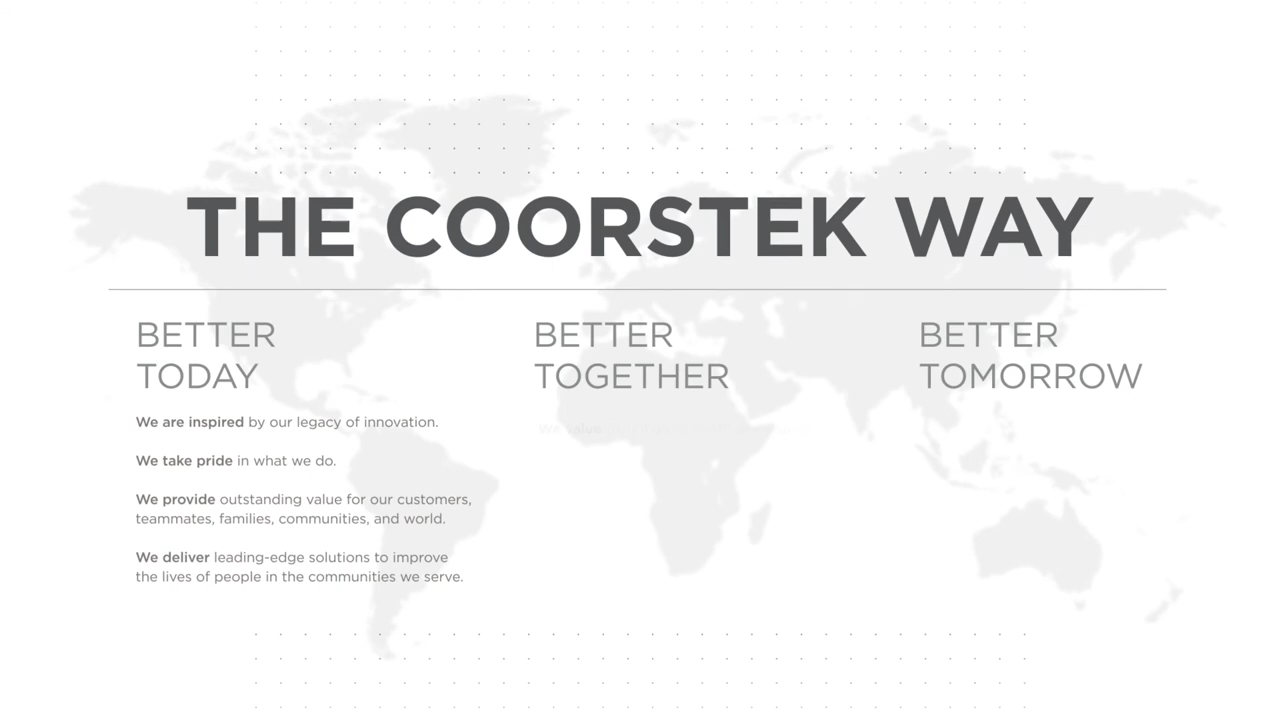 THE COORSTEK WAY
BETTER
TODAY
We are inspired by our legacy of innovation.
We take pride in what we do.
We provide outstanding value for our customers,
teammates, families, communities, and world.
We deliver leading-edge solutions to improve
the lives of people in the communities we serve.
BETTER
TOGETHER
We value
BETTER
TOMORROW